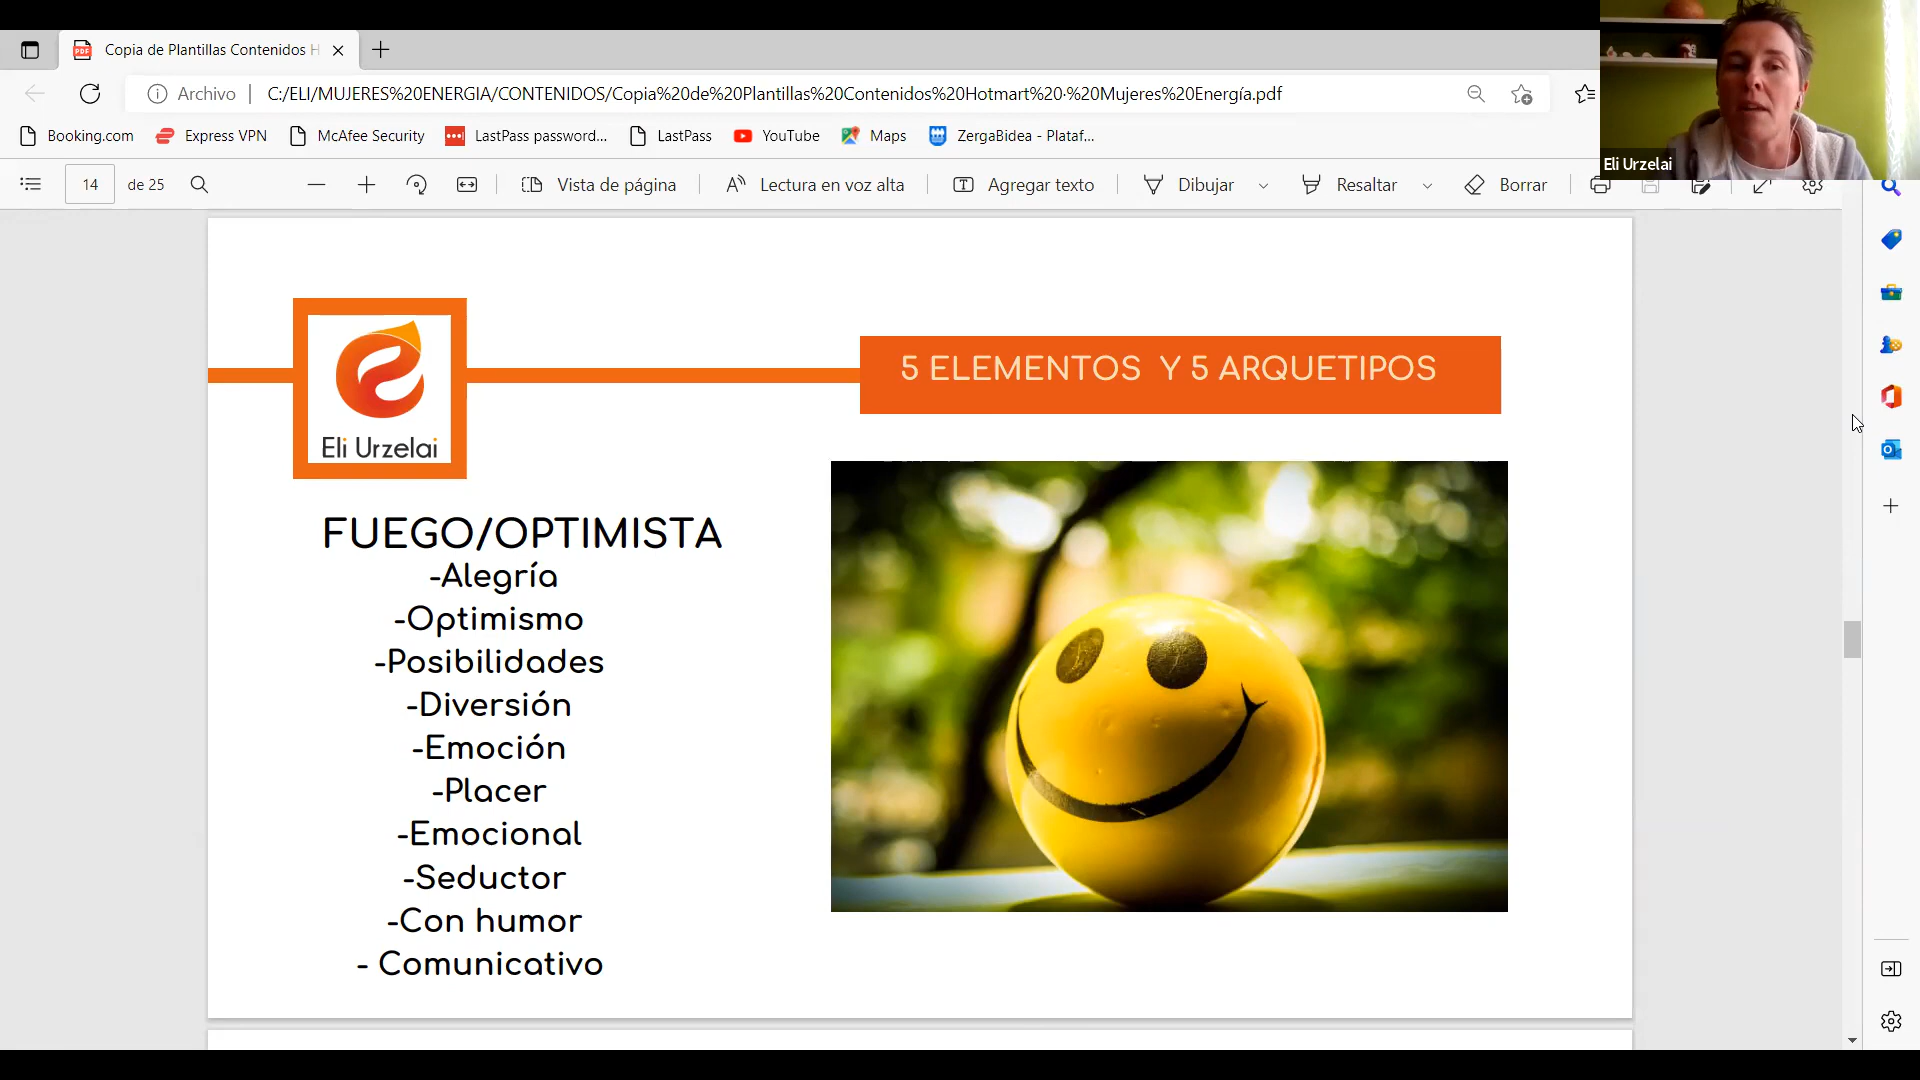 Copia de Plantillas Contenidos H
Archivo
C:/ELI/MUJERES%20ENERGIA/CONTENIDOS/Copia%20de%20Plantillas%20Contenidos%20Hotmart%20·%20Mujeres%20Energía.pdf
Booking.com
Express VPN
McAfee Security
LastPass password...
LastPass
YouTube
Maps
ZergaBidea - Plataf...
Eli Urzelai
14 de 25
Vista de página
Lectura en voz alta
Agregar texto
Dibujar
Resaltar
Borrar
5 ELEMENTOS Y 5 ARQUETIPOS
Eli Urzelai
FUEGO/OPTIMISTA
-Alegría
-Optimismo
-Posibilidades
-Diversión
-Emoción
-Placer
-Emocional
-Seductor
-Con humor
- Comunicativo